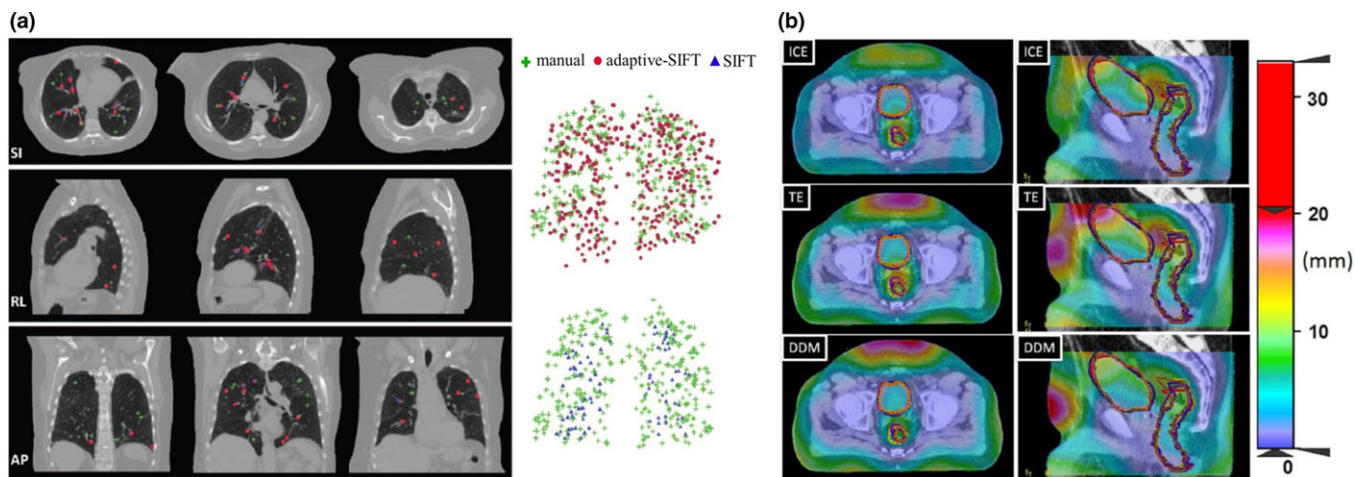 (a)
SI
RL
AP
manual adaptive-SIFT SIFT
(b)
ICE ICE
TE TE
DDM DDM
30
20
(mm)
10
0